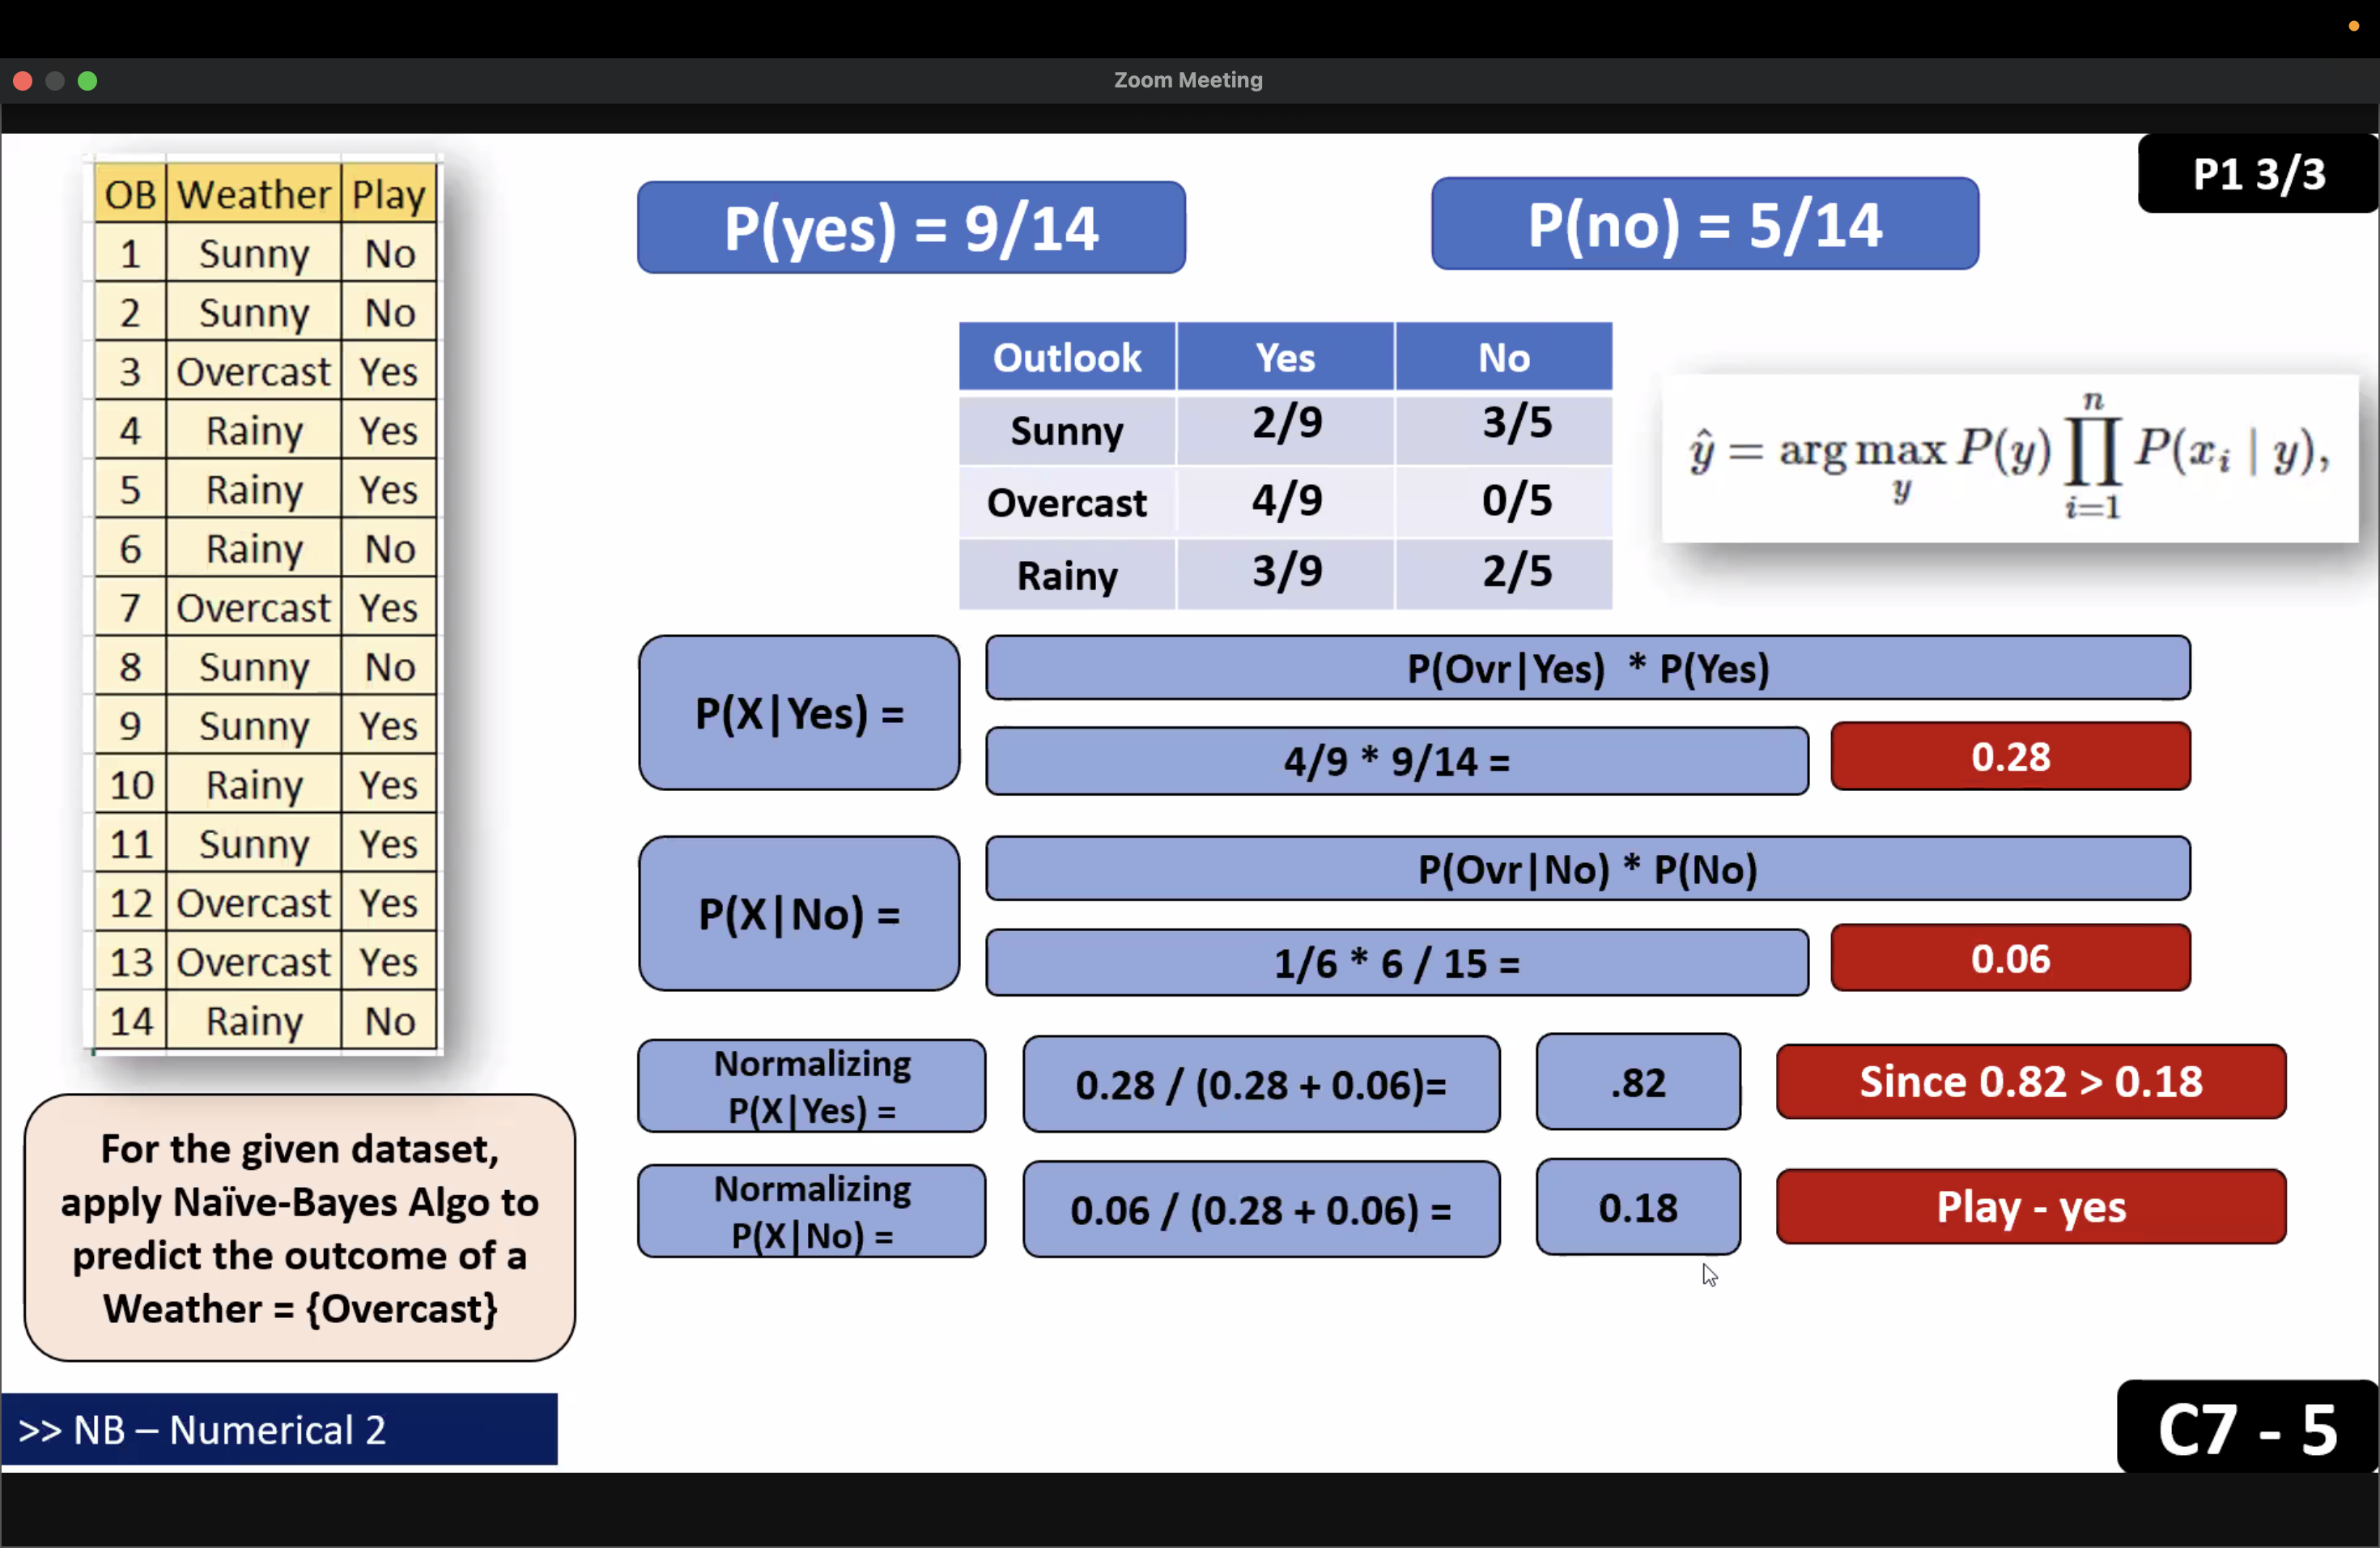 Zoom Meeting
P1 3/3
OB Weather Play
1 Sunny No
2 Sunny No
3 Overcast Yes
4 Rainy Yes
5 Rainy Yes
6 Rainy No
7 Overcast Yes
8 Sunny No
9 Sunny Yes
10 Rainy Yes
11 Sunny Yes
12 Overcast Yes
13 Overcast Yes
14 Rainy No
For the given dataset,
apply Naïve-Bayes Algo to
predict the outcome of a
Weather = {Overcast}
P(yes) = 9/14
P(no) = 5/14
Outlook Yes No
Sunny 2/9 3/5
Overcast 4/9 0/5
Rainy 3/9 2/5
ŷ = arg max_y P(y) ∏_{i=1}^{n} P(x_i | y),
P(X|Yes) =
P(Ovr|Yes) * P(Yes)
4/9 * 9/14 =
0.28
P(X|No) =
P(Ovr|No) * P(No)
1/6 * 6 / 15 =
0.06
Normalizing
P(X|Yes) =
0.28 / (0.28 + 0.06)=
.82
Since 0.82 > 0.18
Normalizing
P(X|No) =
0.06 / (0.28 + 0.06) =
0.18
Play - yes
>> NB – Numerical 2
C7 - 5